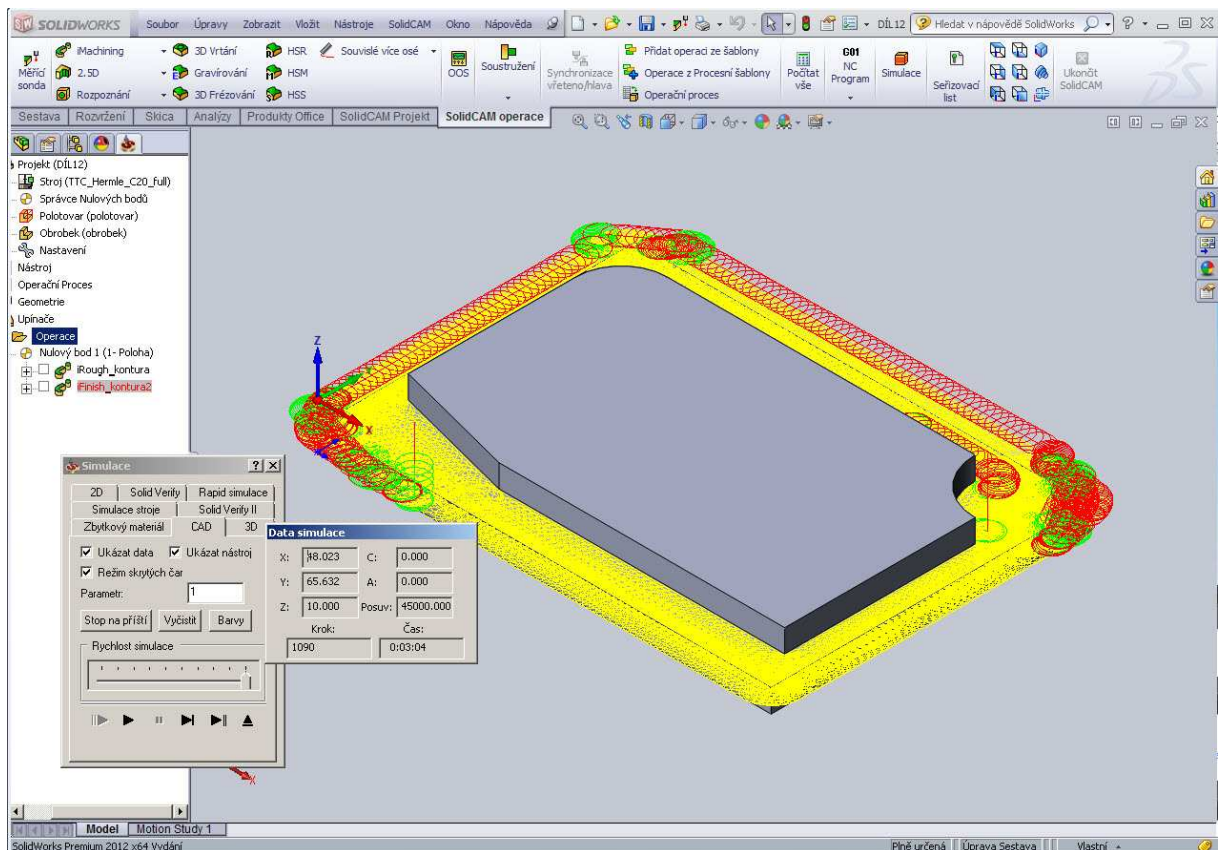 SOLIDWORKS Soubor Úpravy Zobrazit Vložit Nástroje SolidCAM Okno Nápověda DÍL12 Hledat v nápovědě SolidWorks
Měřící sonda
iMachining
2.5D
Rozpoznání
3D Vrtání
Gravírování
3D Frézování
HSR
HSM
HSS
Souvislé více osé
OOS
Soustružení
Synchronizace vřeteno/hlava
Přidat operaci ze šablony
Operace z Procesní šablony
Operační proces
Počítat vše
G01
NC Program
Simulace
Seřizovací list
Ukončit SolidCAM
Sestava Rozvržení Skica Analýzy Produkty Office SolidCAM Projekt SolidCAM operace
Projekt (DÍL12)
Stroj (TTC_Hermle_C20_full)
Správce Nulových bodů
Polotovar (polotovar)
Obrobek (obrobek)
Nastavení
Nástroj
Operační Proces
Geometrie
Upínače
Operace
Nulový bod 1 (1- Poloha)
iRough_kontura
iFinish_kontura2
Z
X
Simulace
2D Solid Verify Rapid simulace
Simulace stroje Solid Verify II
Zbytkový materiál CAD 3D
Ukázat data Ukázat nástroj
Režim skrytých čar
Parametr: 1
Stop na příští Vyčistit Barvy
Rychlost simulace
Data simulace
X: 48.023 C: 0.000
Y: 65.632 A: 0.000
Z: 10.000 Posuv: 45000.000
Krok: Čas:
1090 0:03:04
X
Model Motion Study 1
SolidWorks Premium 2012 x64 Vydání Plně určená Úprava Sestava Vlastní